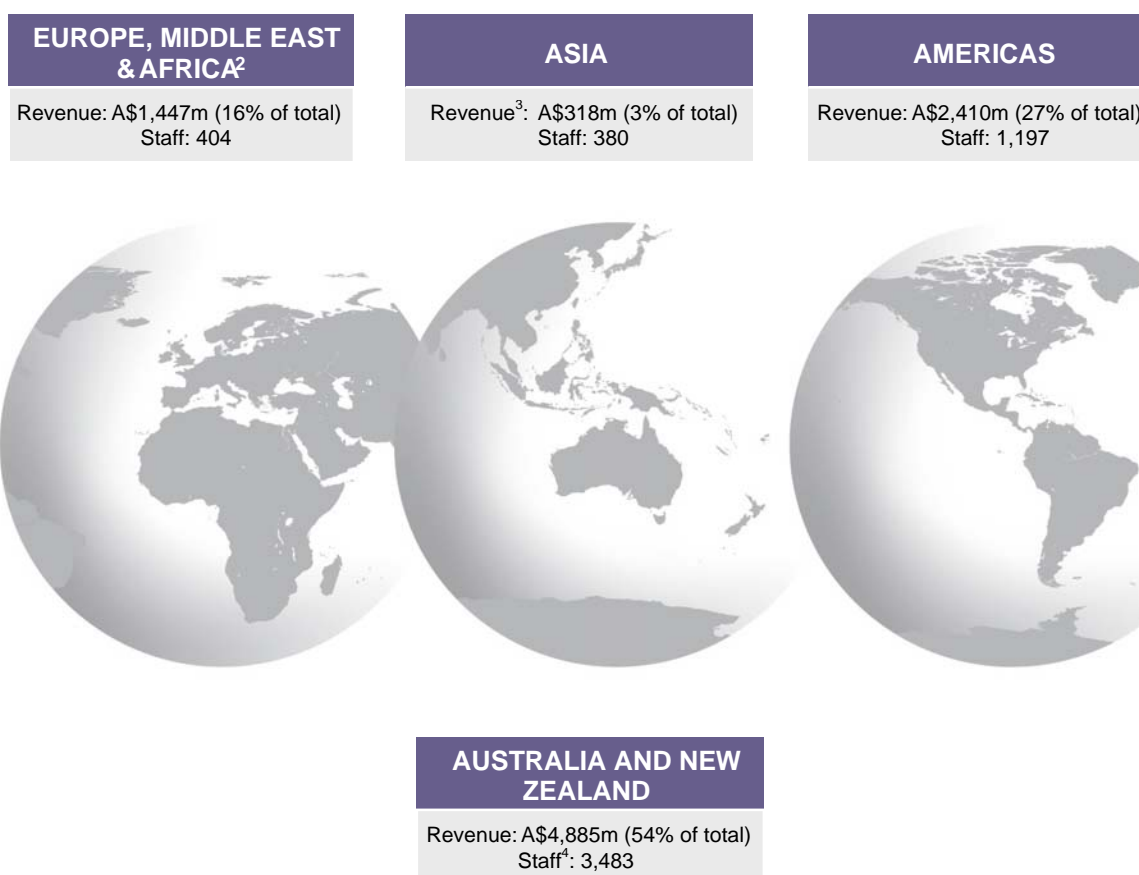 EUROPE, MIDDLE EAST
& AFRICA²
Revenue: A$1,447m (16% of total)
Staff: 404
ASIA
Revenue³: A$318m (3% of total)
Staff: 380
AMERICAS
Revenue: A$2,410m (27% of total)
Staff: 1,197
AUSTRALIA AND NEW
ZEALAND
Revenue: A$4,885m (54% of total)
Staff⁴: 3,483